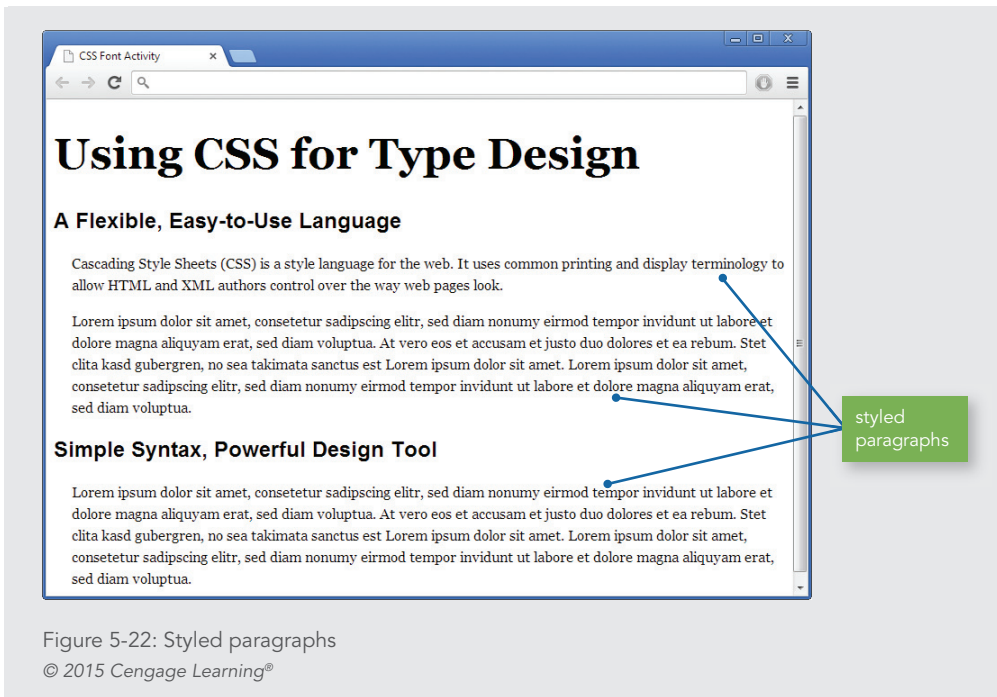 CSS Font Activity
Using CSS for Type Design
A Flexible, Easy-to-Use Language
Cascading Style Sheets (CSS) is a style language for the web. It uses common printing and display terminology to
allow HTML and XML authors control over the way web pages look.
Lorem ipsum dolor sit amet, consetetur sadipscing elitr, sed diam nonumy eirmod tempor invidunt ut labore et
dolore magna aliquyam erat, sed diam voluptua. At vero eos et accusam et justo duo dolores et ea rebum. Stet
clita kasd gubergren, no sea takimata sanctus est Lorem ipsum dolor sit amet. Lorem ipsum dolor sit amet,
consetetur sadipscing elitr, sed diam nonumy eirmod tempor invidunt ut labore et dolore magna aliquyam erat,
sed diam voluptua.
styled
paragraphs
Simple Syntax, Powerful Design Tool
Lorem ipsum dolor sit amet, consetetur sadipscing elitr, sed diam nonumy eirmod tempor invidunt ut labore et
dolore magna aliquyam erat, sed diam voluptua. At vero eos et accusam et justo duo dolores et ea rebum. Stet
clita kasd gubergren, no sea takimata sanctus est Lorem ipsum dolor sit amet. Lorem ipsum dolor sit amet,
consetetur sadipscing elitr, sed diam nonumy eirmod tempor invidunt ut labore et dolore magna aliquyam erat,
sed diam voluptua.
Figure 5-22: Styled paragraphs
© 2015 Cengage Learning®